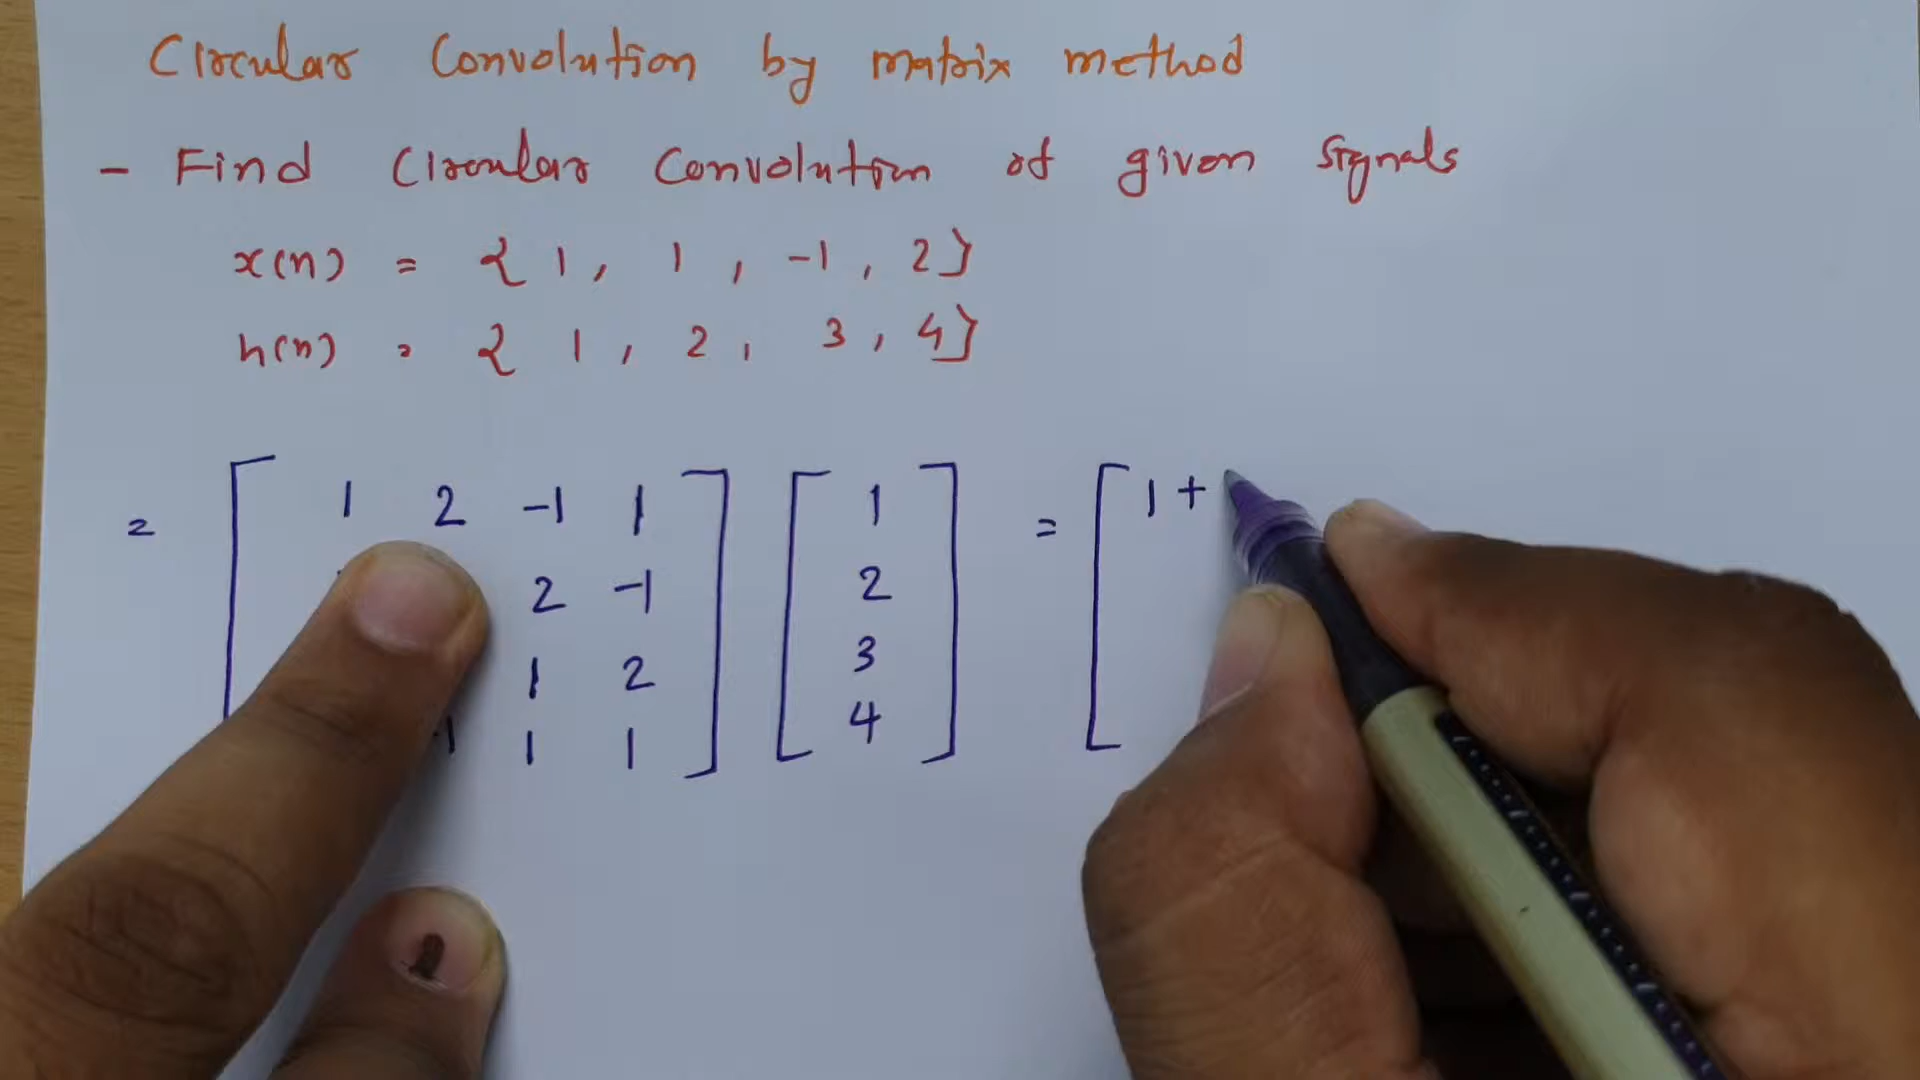 Circular Convolution by matrix method
- Find Circular Convolution of given signals
x(n) = { 1, 1, -1, 2}
h(n) = { 1, 2, 3, 4}
= [ 1 2 -1 1 ] [ 1 ] = [ 1 +
2 -1 2
1 2 3
1 1 4